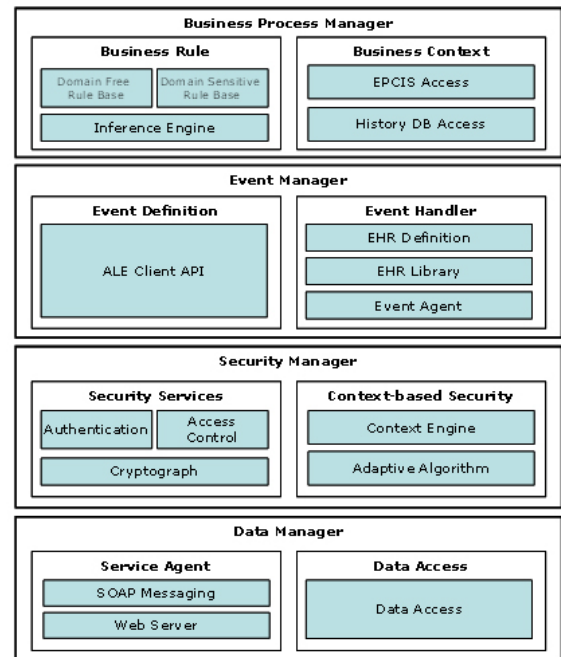 Business Process Manager
Business Rule
Domain Free
Rule Base
Domain Sensitive
Rule Base
Inference Engine
Business Context
EPCIS Access
History DB Access
Event Manager
Event Definition
ALE Client API
Event Handler
EHR Definition
EHR Library
Event Agent
Security Manager
Security Services
Authentication
Access
Control
Cryptograph
Context-based Security
Context Engine
Adaptive Algorithm
Data Manager
Service Agent
SOAP Messaging
Web Server
Data Access
Data Access